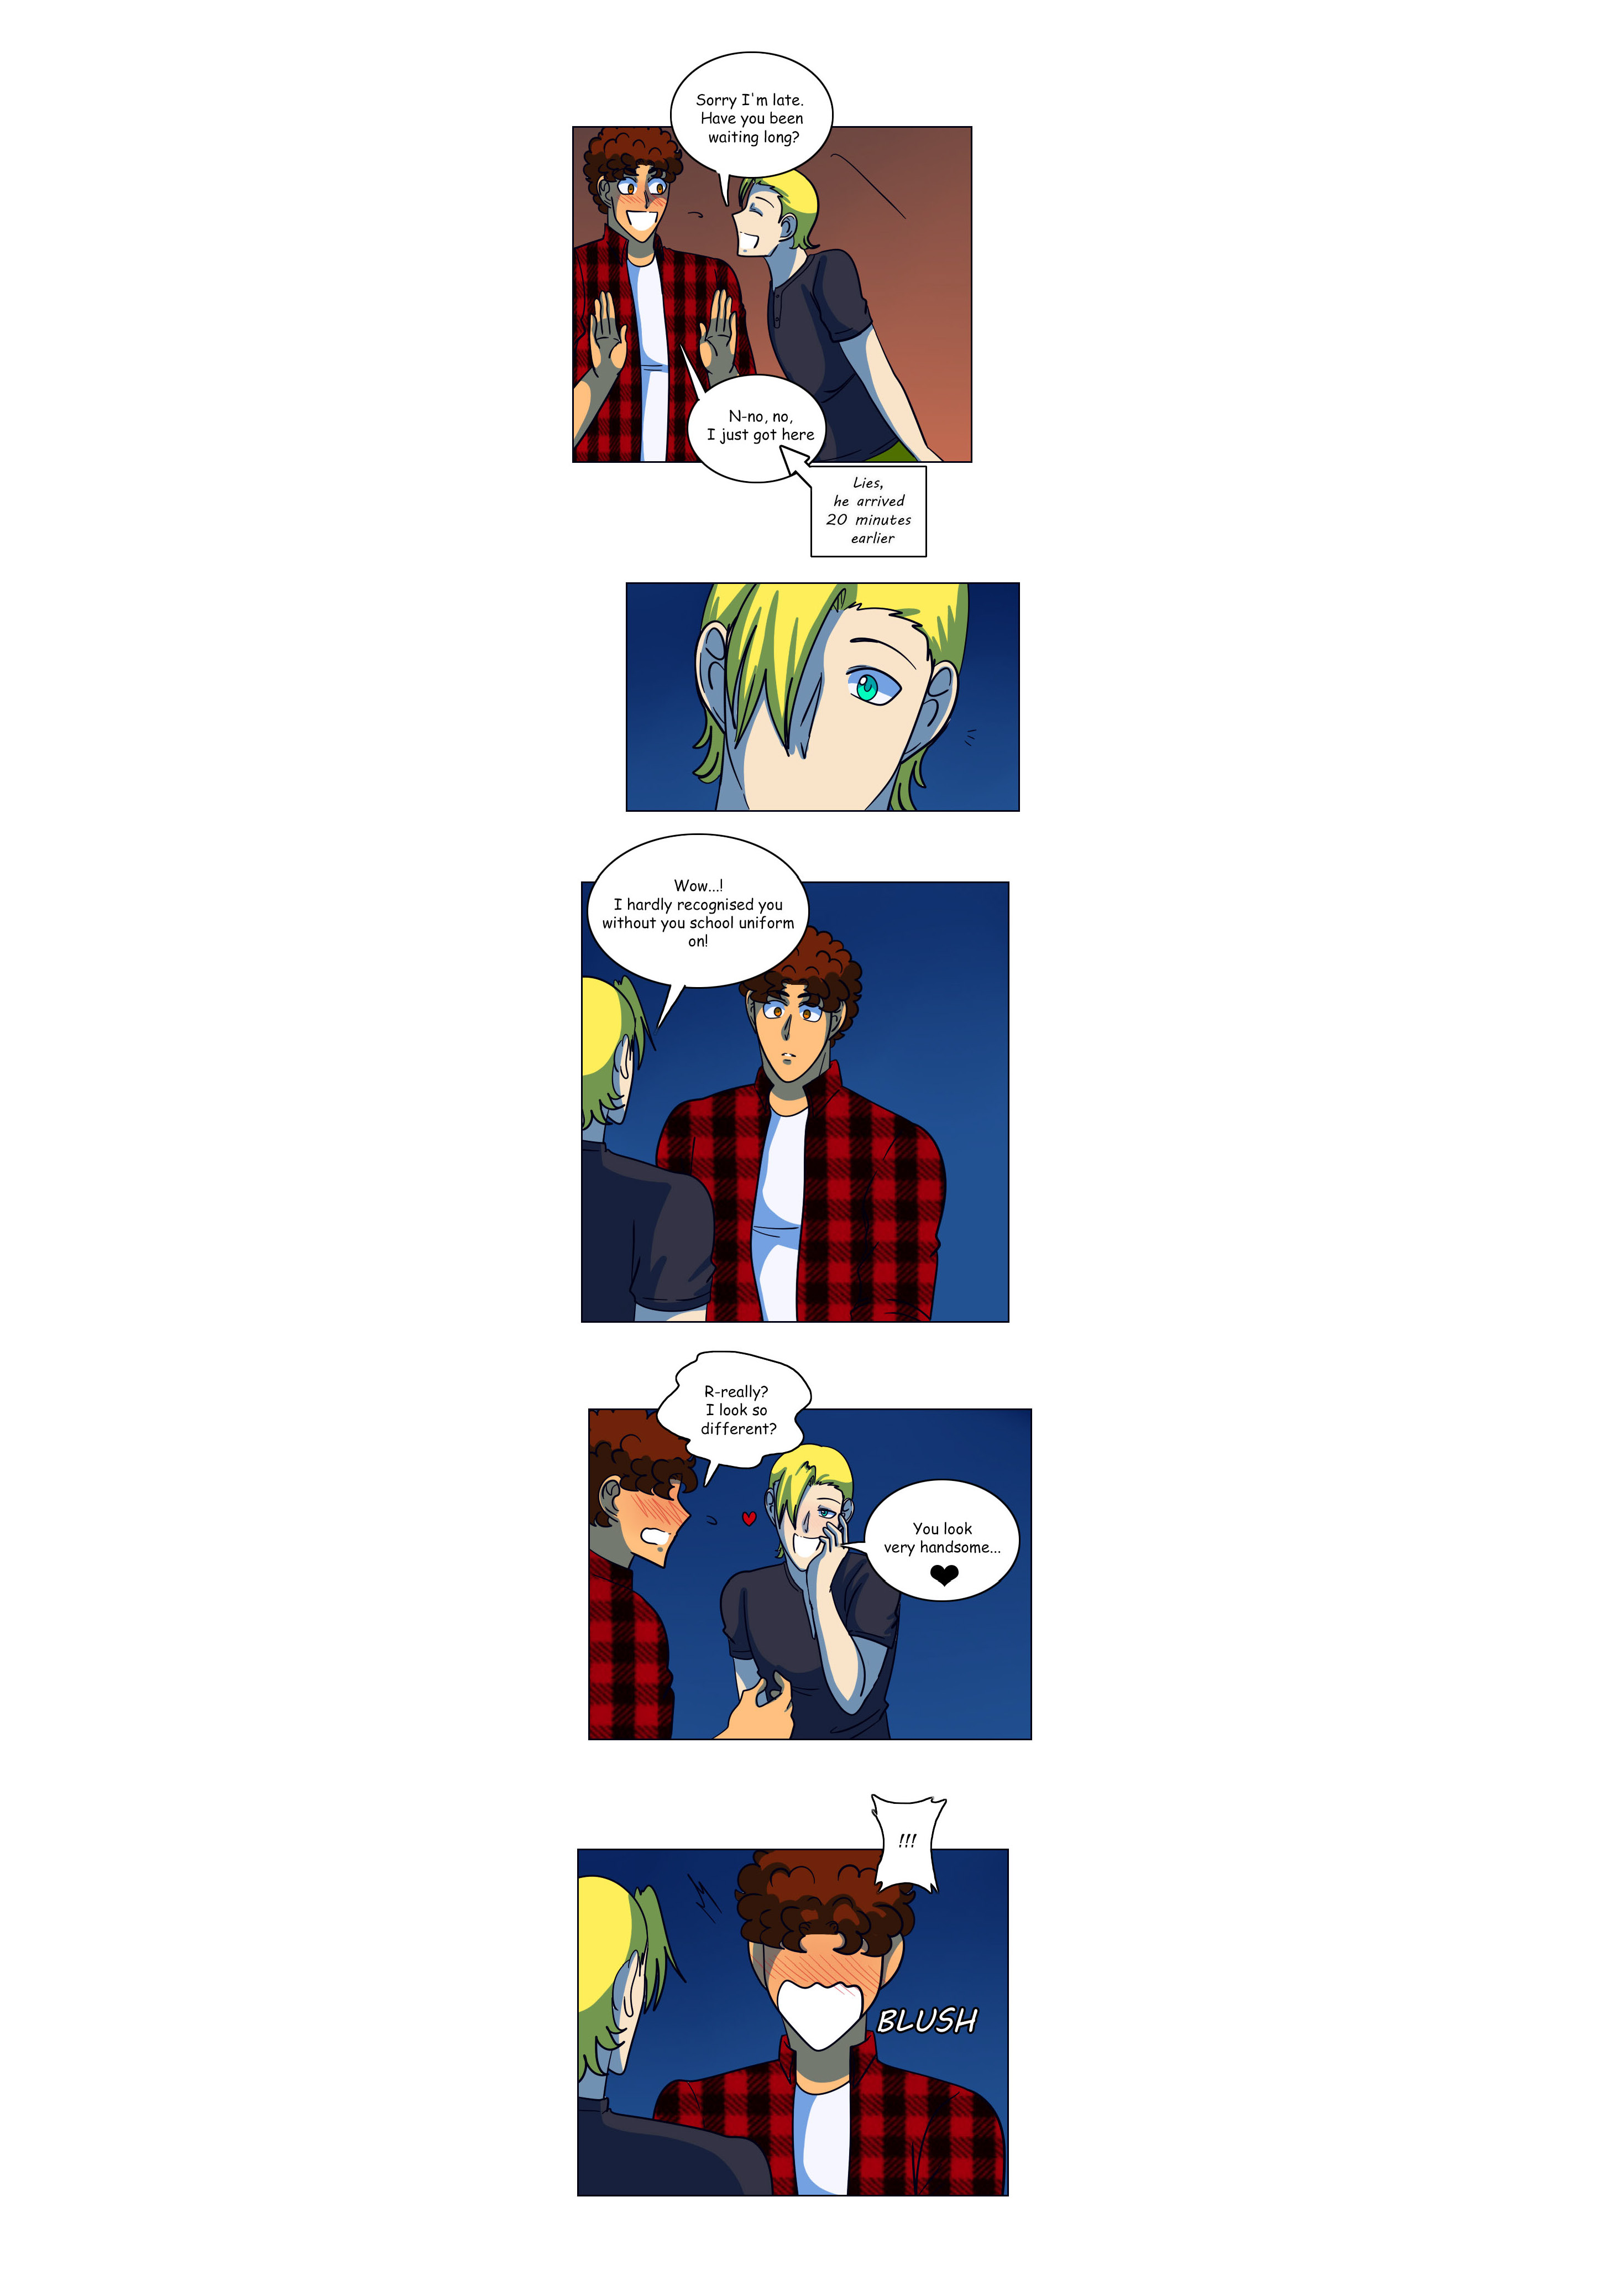 Sorry I'm late.
Have you been
waiting long?
N-no, no,
I just got here
Lies,
he arrived
20 minutes
earlier
Wow...!
I hardly recognised you
without you school uniform
on!
R-really?
I look so
different?
You look
very handsome...
!!!
BLUSH